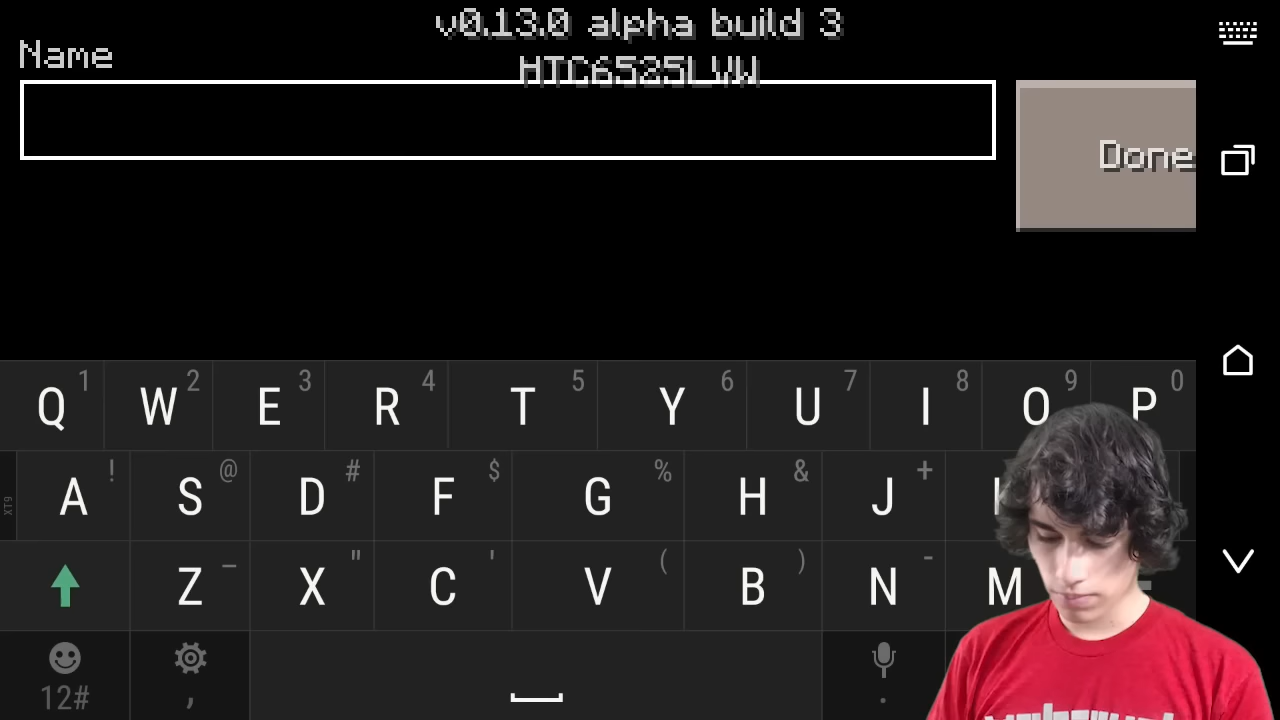 v0.13.0 alpha build 3
Name
HTC6525LVW
Done
Q 1 W 2 E 3 R 4 T 5 Y 6 U 7 I 8 O 9 P 0
XT9 A ! S @ D # F $ G % H & J +
Z _ X " C ' V ( B ) N - M
12# , .